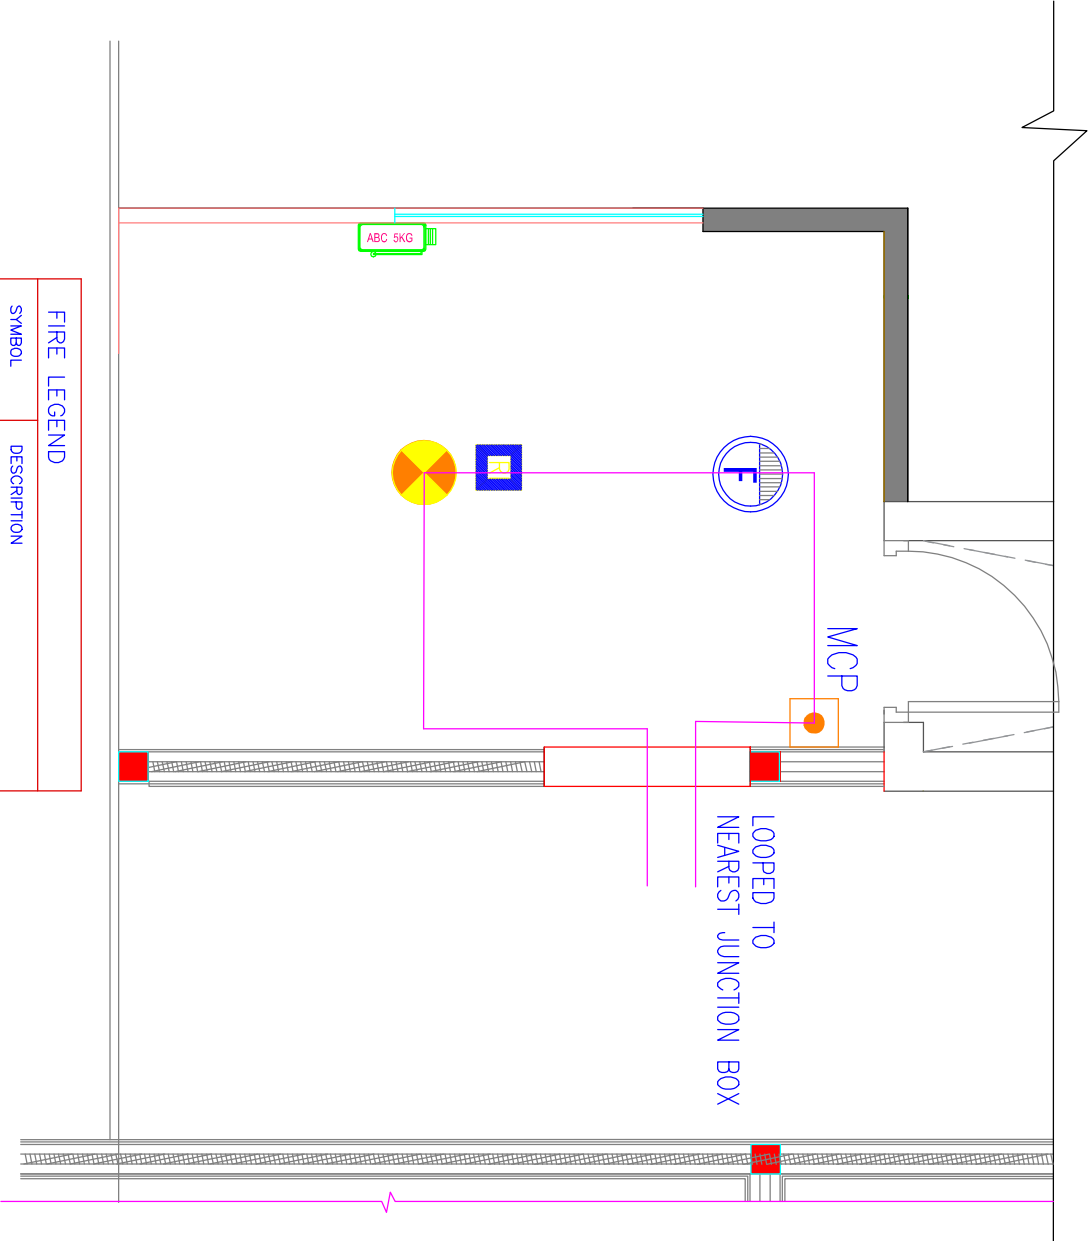 ABC 5KG
F
MCP
LOOPED TO
NEAREST JUNCTION BOX
FIRE LEGEND
SYMBOL
DESCRIPTION